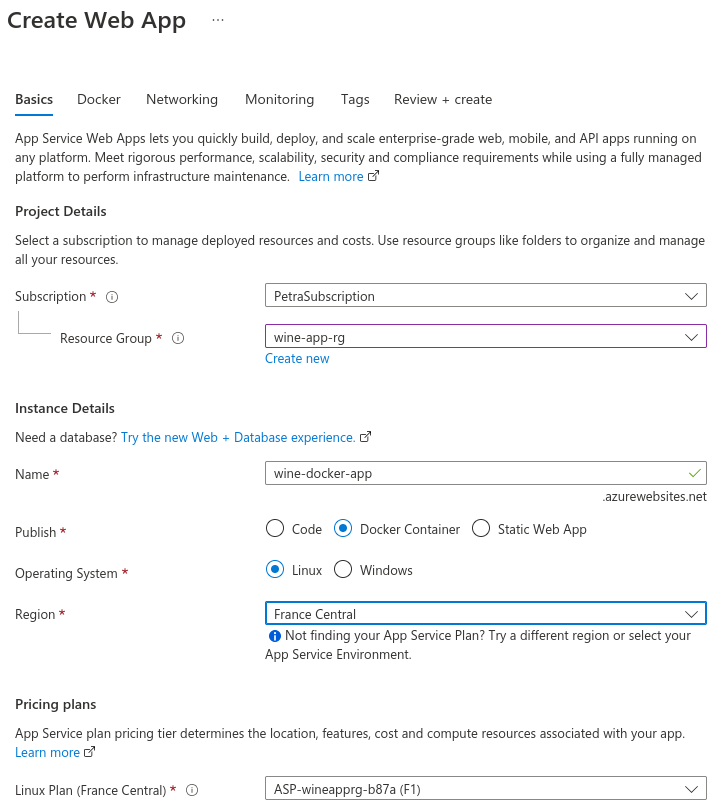 Create Web App ...
Basics Docker Networking Monitoring Tags Review + create
App Service Web Apps lets you quickly build, deploy, and scale enterprise-grade web, mobile, and API apps running on
any platform. Meet rigorous performance, scalability, security and compliance requirements while using a fully managed
platform to perform infrastructure maintenance. Learn more
Project Details
Select a subscription to manage deployed resources and costs. Use resource groups like folders to organize and manage
all your resources.
Subscription * PetraSubscription
Resource Group * wine-app-rg
Create new
Instance Details
Need a database? Try the new Web + Database experience.
Name * wine-docker-app
.azurewebsites.net
Publish * Code Docker Container Static Web App
Operating System * Linux Windows
Region * France Central
Not finding your App Service Plan? Try a different region or select your
App Service Environment.
Pricing plans
App Service plan pricing tier determines the location, features, cost and compute resources associated with your app.
Learn more
Linux Plan (France Central) * ASP-wineapprg-b87a (F1)